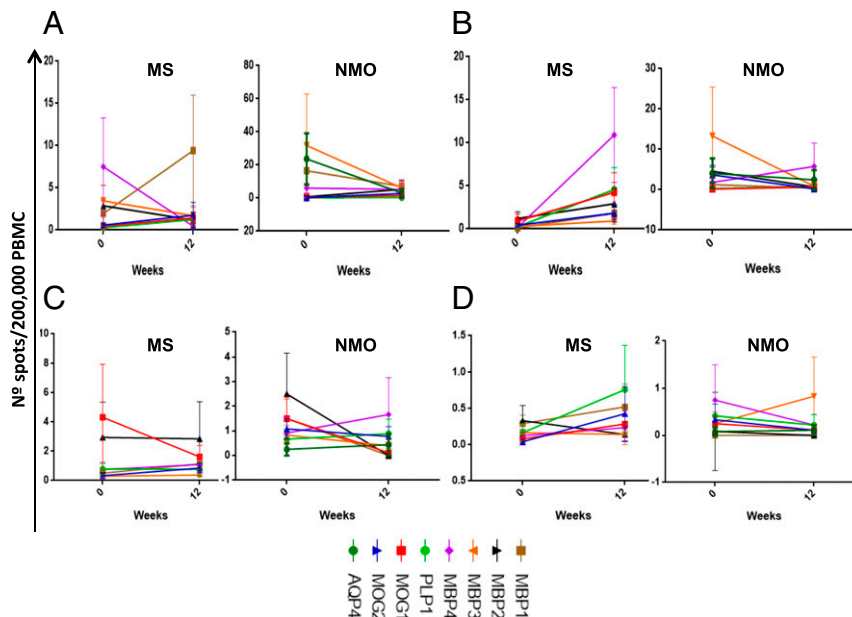 A
B
MS
NMO
MS
NMO
20
15
10
5
0
80
60
40
20
0
20
20
15
10
5
0
30
20
10
0
10
0
12
0
12
0
12
0
12
Weeks
Weeks
Weeks
Weeks
Nº spots/200,000 PBMC
C
D
MS
NMO
MS
NMO
10
8
6
4
2
0
5
4
3
2
1
0
-1
1.5
1.0
0.5
0.0
0.5
2
1
0
-1
0
12
0
12
0
12
0
12
Weeks
Weeks
Weeks
Weeks
AQP4
MOG2
MOG1
PLP1
MBP4
MBP3
MBP2
MBP1